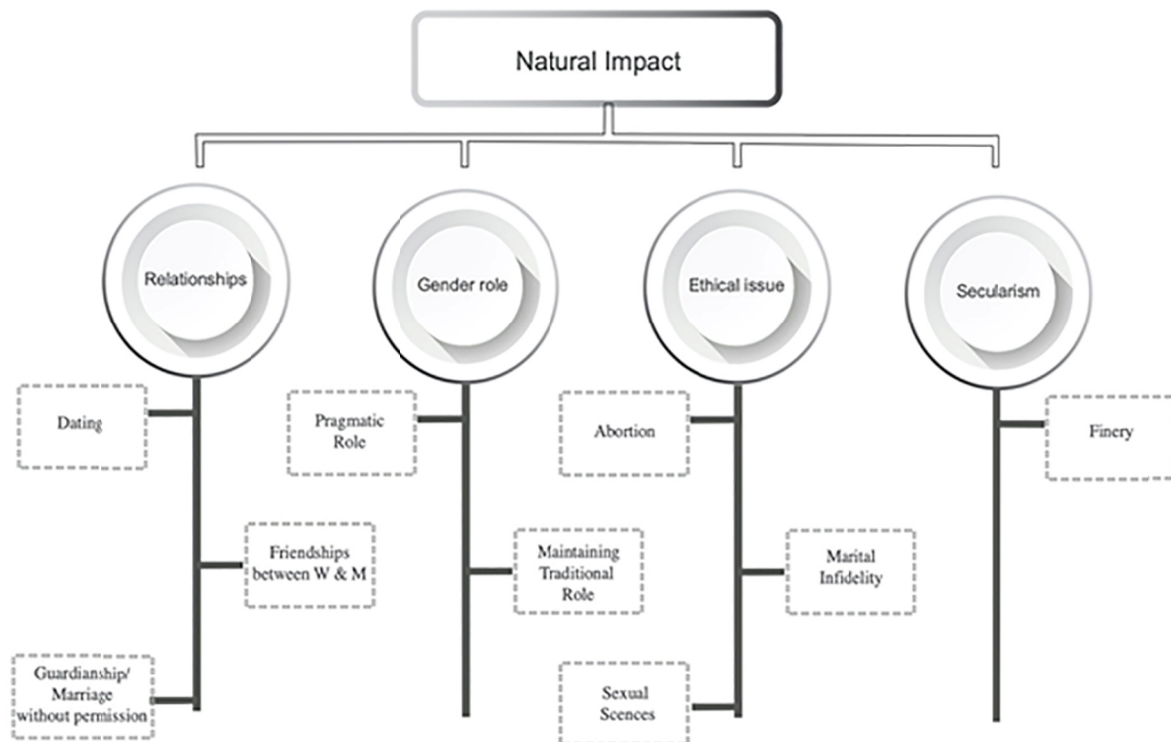 Natural Impact
Relationships
Gender role
Ethical issue
Secularism
Dating
Pragmatic
Role
Abortion
Finery
Friendships
between W & M
Maintaining
Traditional
Role
Marital
Infidelity
Guardianship/
Marriage
without permission
Sexual
Scences